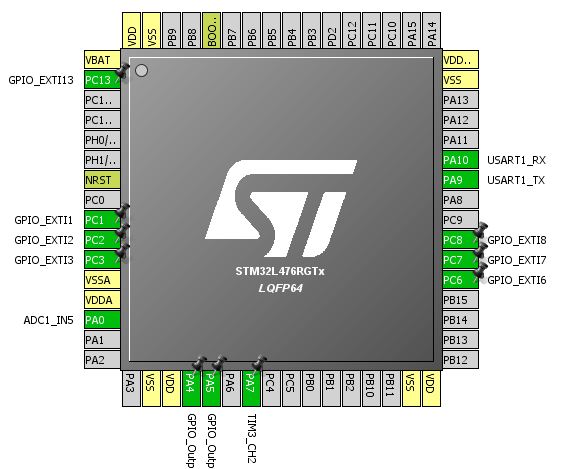 VDD
VSS
PB9
PB8
BOO..
PB7
PB6
PB5
PB4
PB3
PD2
PC12
PC11
PC10
PA15
PA14
VBAT
GPIO_EXTI13 PC13
PC1..
PC1..
PH0/..
PH1/..
NRST
PC0
GPIO_EXTI1 PC1
GPIO_EXTI2 PC2
GPIO_EXTI3 PC3
VSSA
VDDA
ADC1_IN5 PA0
PA1
PA2
STM32L476RGTx
LQFP64
VDD..
VSS
PA13
PA12
PA11
PA10 USART1_RX
PA9 USART1_TX
PA8
PC9
PC8 GPIO_EXTI8
PC7 GPIO_EXTI7
PC6 GPIO_EXTI6
PB15
PB14
PB13
PB12
PA3
VSS
VDD
PA4
PA5
PA6
PA7
PC4
PC5
PB0
PB1
PB2
PB10
PB11
VSS
VDD
GPIO_Outp
GPIO_Outp
TIM3_CH2